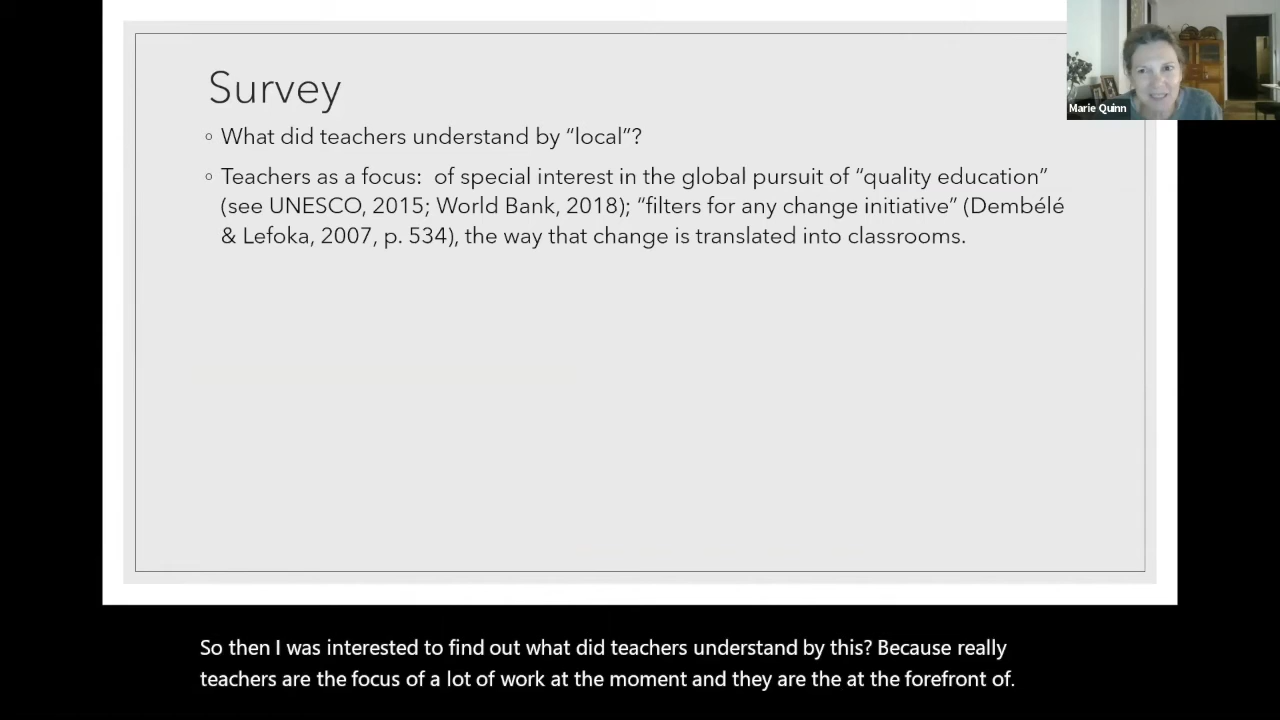 Survey
Marie Quinn
◦ What did teachers understand by “local”?
◦ Teachers as a focus:  of special interest in the global pursuit of “quality education”
(see UNESCO, 2015; World Bank, 2018); “filters for any change initiative” (Dembélé
& Lefoka, 2007, p. 534), the way that change is translated into classrooms.
So then I was interested to find out what did teachers understand by this? Because really
teachers are the focus of a lot of work at the moment and they are the at the forefront of.